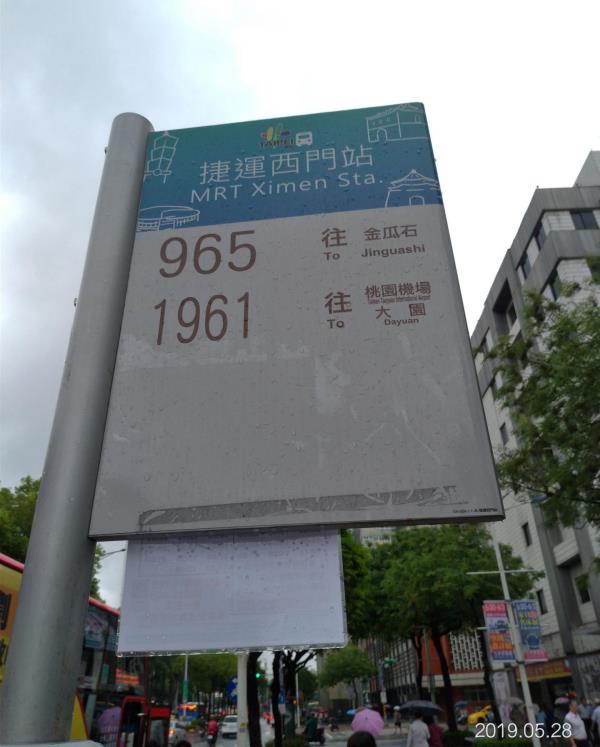 TAIPEI
捷運西門站
MRT Ximen Sta.
965 往 金瓜石
To Jinguashi
1961 往 桃園機場
Taiwan Taoyuan International Airport
大園
To Dayuan
2019.05.28